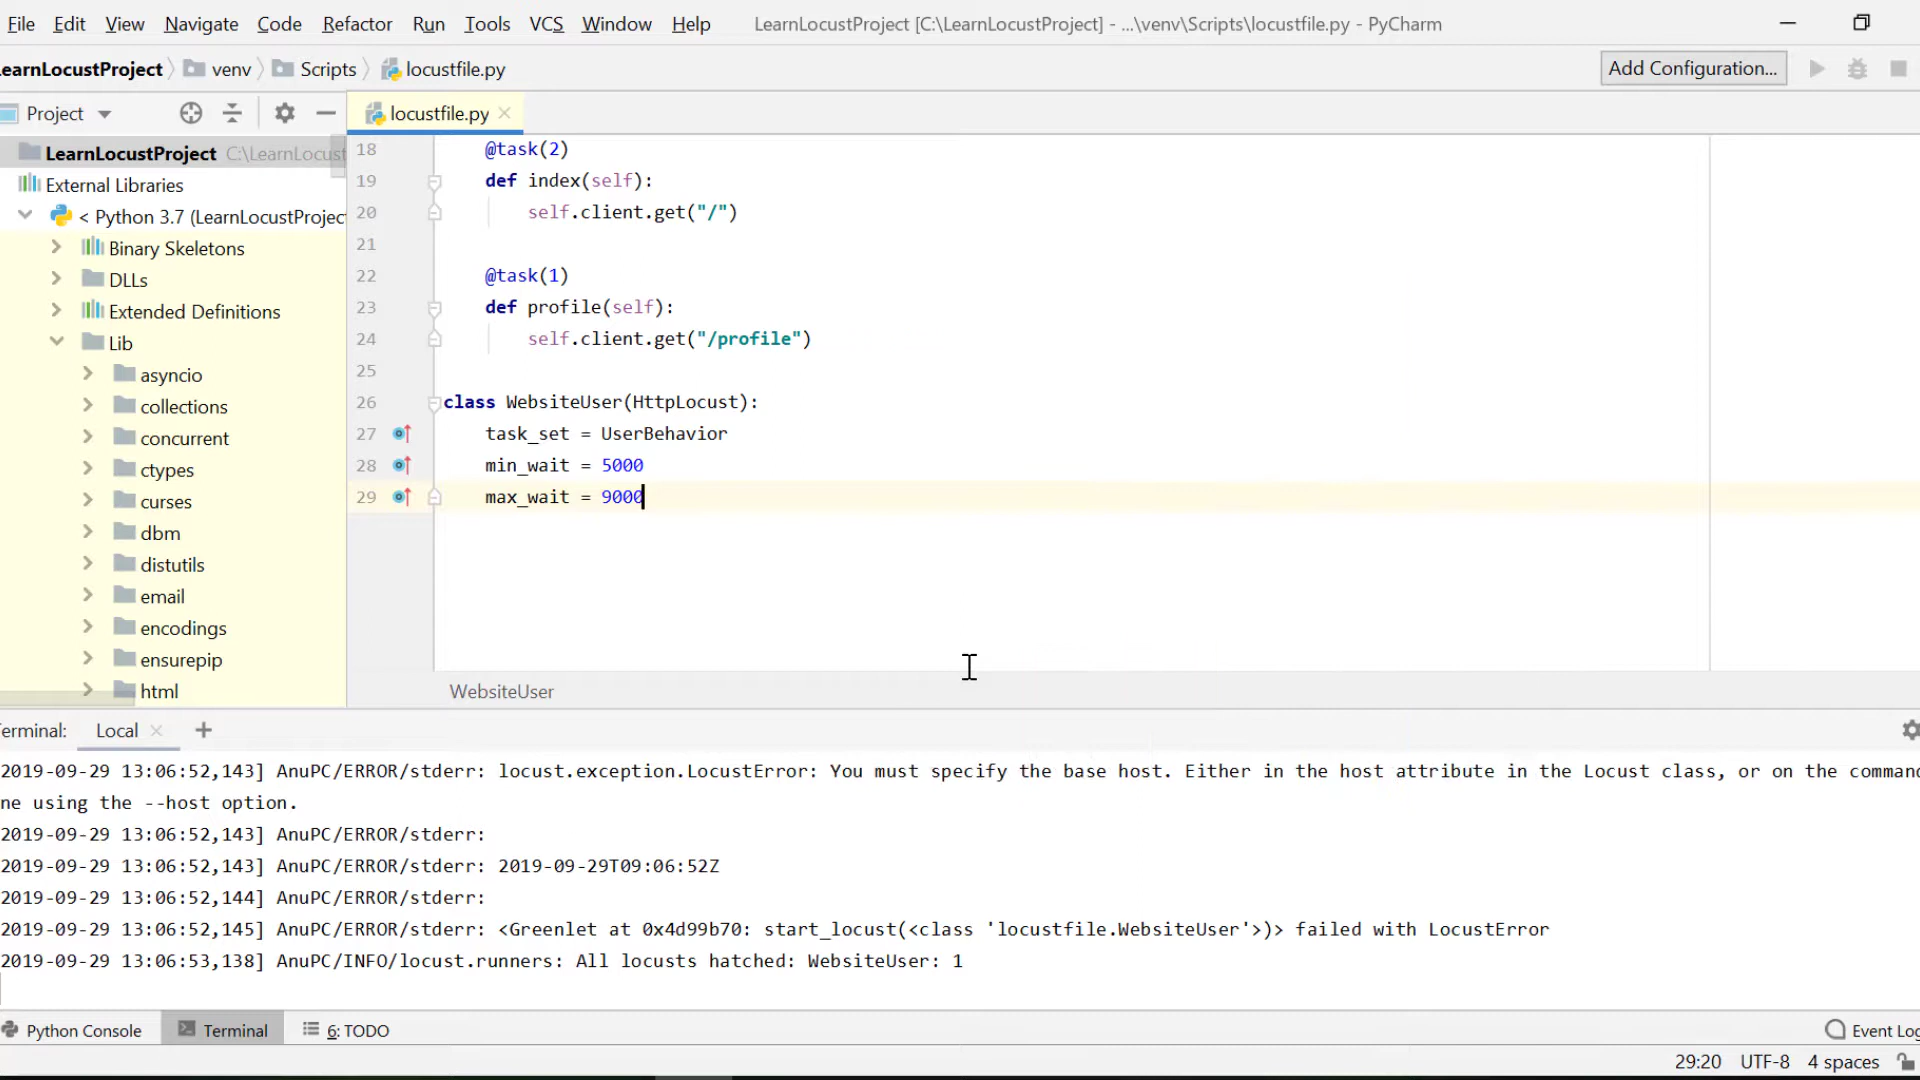 File Edit View Navigate Code Refactor Run Tools VCS Window Help LearnLocustProject [C:\LearnLocustProject] - ...\venv\Scripts\locustfile.py - PyCharm
earnLocustProject venv Scripts locustfile.py Add Configuration...
Project locustfile.py
LearnLocustProject C:\LearnLocust
External Libraries
< Python 3.7 (LearnLocustProjec
Binary Skeletons
DLLs
Extended Definitions
Lib
asyncio
collections
concurrent
ctypes
curses
dbm
distutils
email
encodings
ensurepip
html
18 @task(2)
19 def index(self):
20 self.client.get("/")
21
22 @task(1)
23 def profile(self):
24 self.client.get("/profile")
25
26 class WebsiteUser(HttpLocust):
27 task_set = UserBehavior
28 min_wait = 5000
29 max_wait = 9000
WebsiteUser
erminal: Local
2019-09-29 13:06:52,143] AnuPC/ERROR/stderr: locust.exception.LocustError: You must specify the base host. Either in the host attribute in the Locust class, or on the comman
ne using the --host option.
2019-09-29 13:06:52,143] AnuPC/ERROR/stderr:
2019-09-29 13:06:52,143] AnuPC/ERROR/stderr: 2019-09-29T09:06:52Z
2019-09-29 13:06:52,144] AnuPC/ERROR/stderr:
2019-09-29 13:06:52,145] AnuPC/ERROR/stderr: <Greenlet at 0x4d99b70: start_locust(<class 'locustfile.WebsiteUser'>)> failed with LocustError
2019-09-29 13:06:53,138] AnuPC/INFO/locust.runners: All locusts hatched: WebsiteUser: 1
Python Console Terminal 6: TODO Event Log
29:20 UTF-8 4 spaces